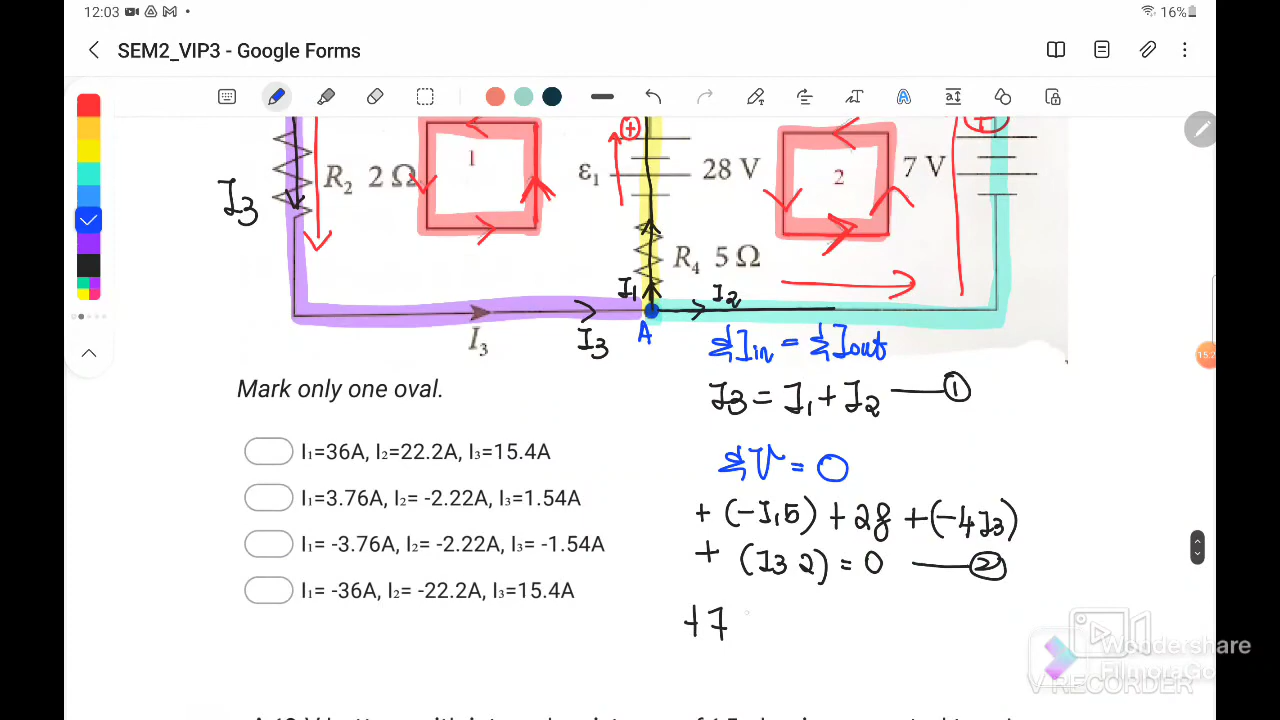 12:03
16%
SEM2_VIP3 - Google Forms
I3
R2 2 Ω
1
+
ε1
28 V
2
7 V
+
R4 5 Ω
I1
I2
I3
I3
A
ΣIin = ΣIout
I3 = I1 + I2 — ①
ΣV = 0
+ (-I1 5) + 28 + (-4I3)
+ (I3 2) = 0 — ②
+7
Mark only one oval.
I1=36A, I2=22.2A, I3=15.4A
I1=3.76A, I2= -2.22A, I3=1.54A
I1= -3.76A, I2= -2.22A, I3= -1.54A
I1= -36A, I2= -22.2A, I3=15.4A
Wondershare
FilmoraGo
V RECORDER